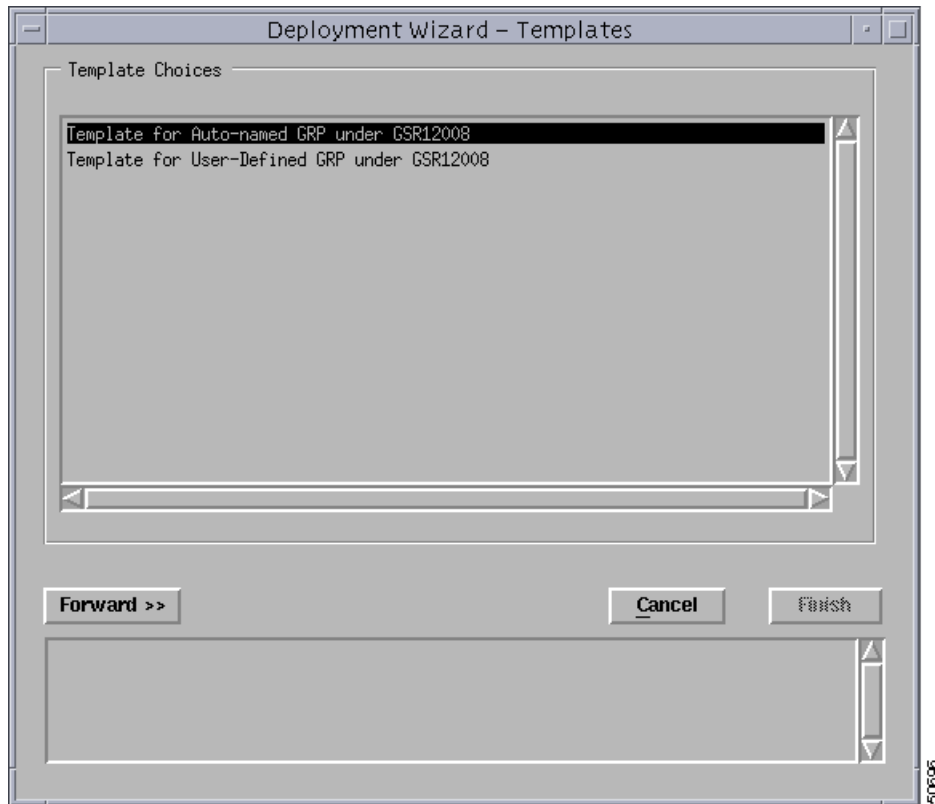 Deployment Wizard – Templates
Template Choices
Template for Auto-named GRP under GSR12008
Template for User-Defined GRP under GSR12008
Forward >>
Cancel
Finish
50696